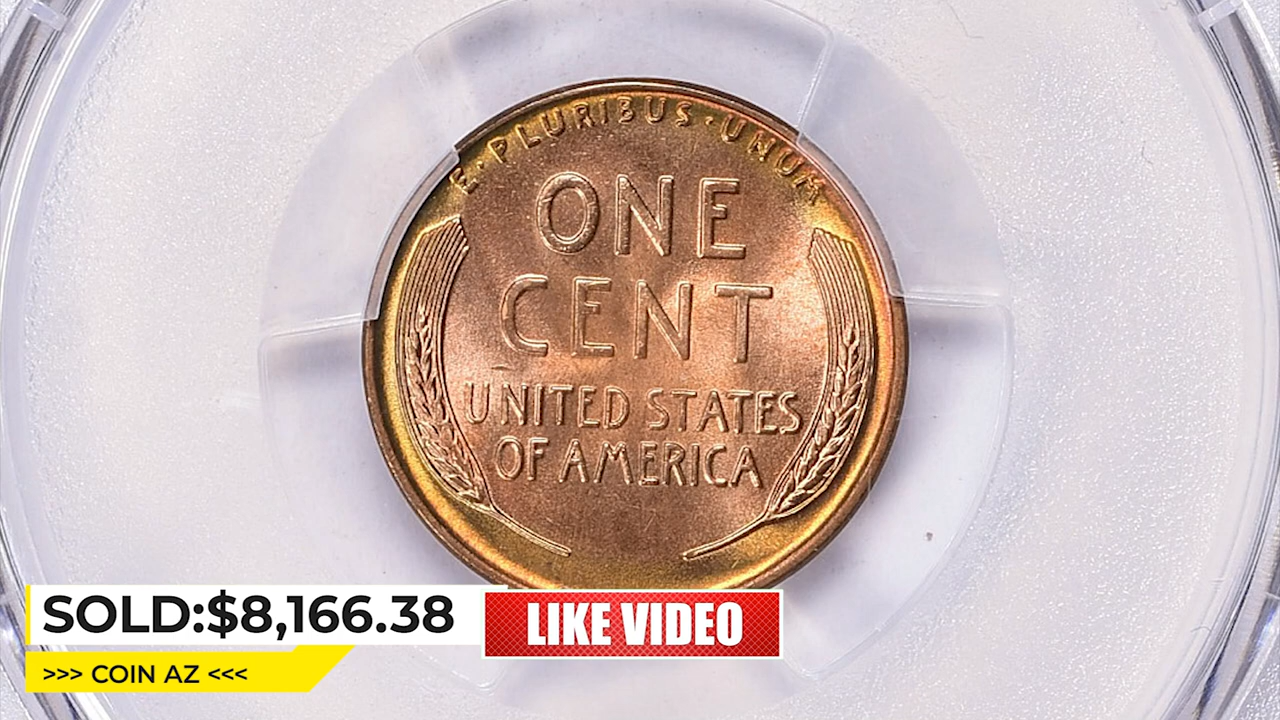 E·PLURIBUS·UNUM
ONE
CENT
UNITED STATES
OF AMERICA
SOLD:$8,166.38
LIKE VIDEO
>>> COIN AZ <<<